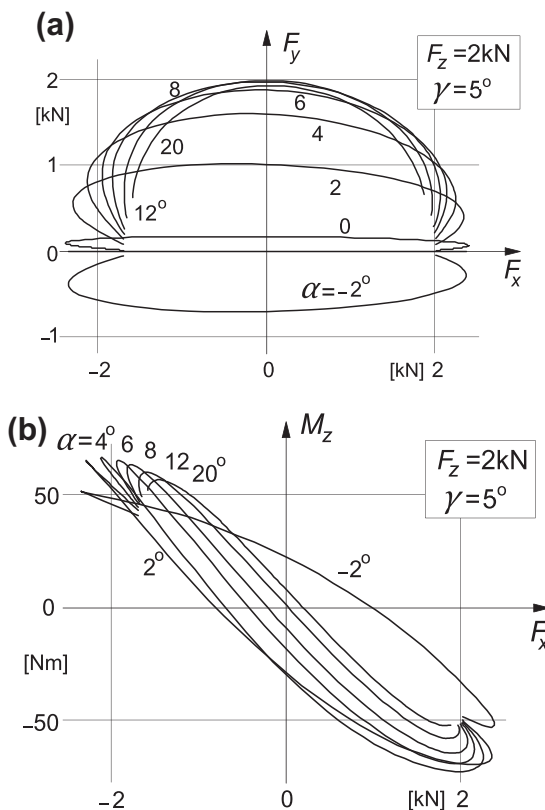 (a)
F_y
F_z = 2kN
γ = 5°
2
8
6
[kN]
4
20
1
2
12°
0
0
F_x
α=−2°
−1
−2
0
[kN]
2
(b)
M_z
α=4°
6
8
12
20°
F_z = 2kN
γ = 5°
50
2°
−2°
0
F_x
[Nm]
−50
−2
0
[kN]
2